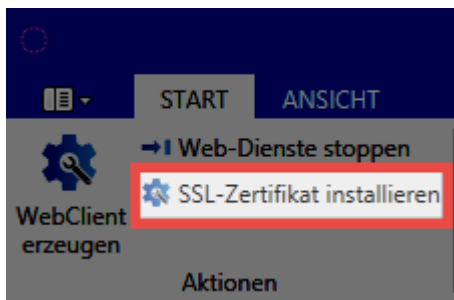 START ANSICHT
Web-Dienste stoppen
SSL-Zertifikat installieren
WebClient
erzeugen
Aktionen